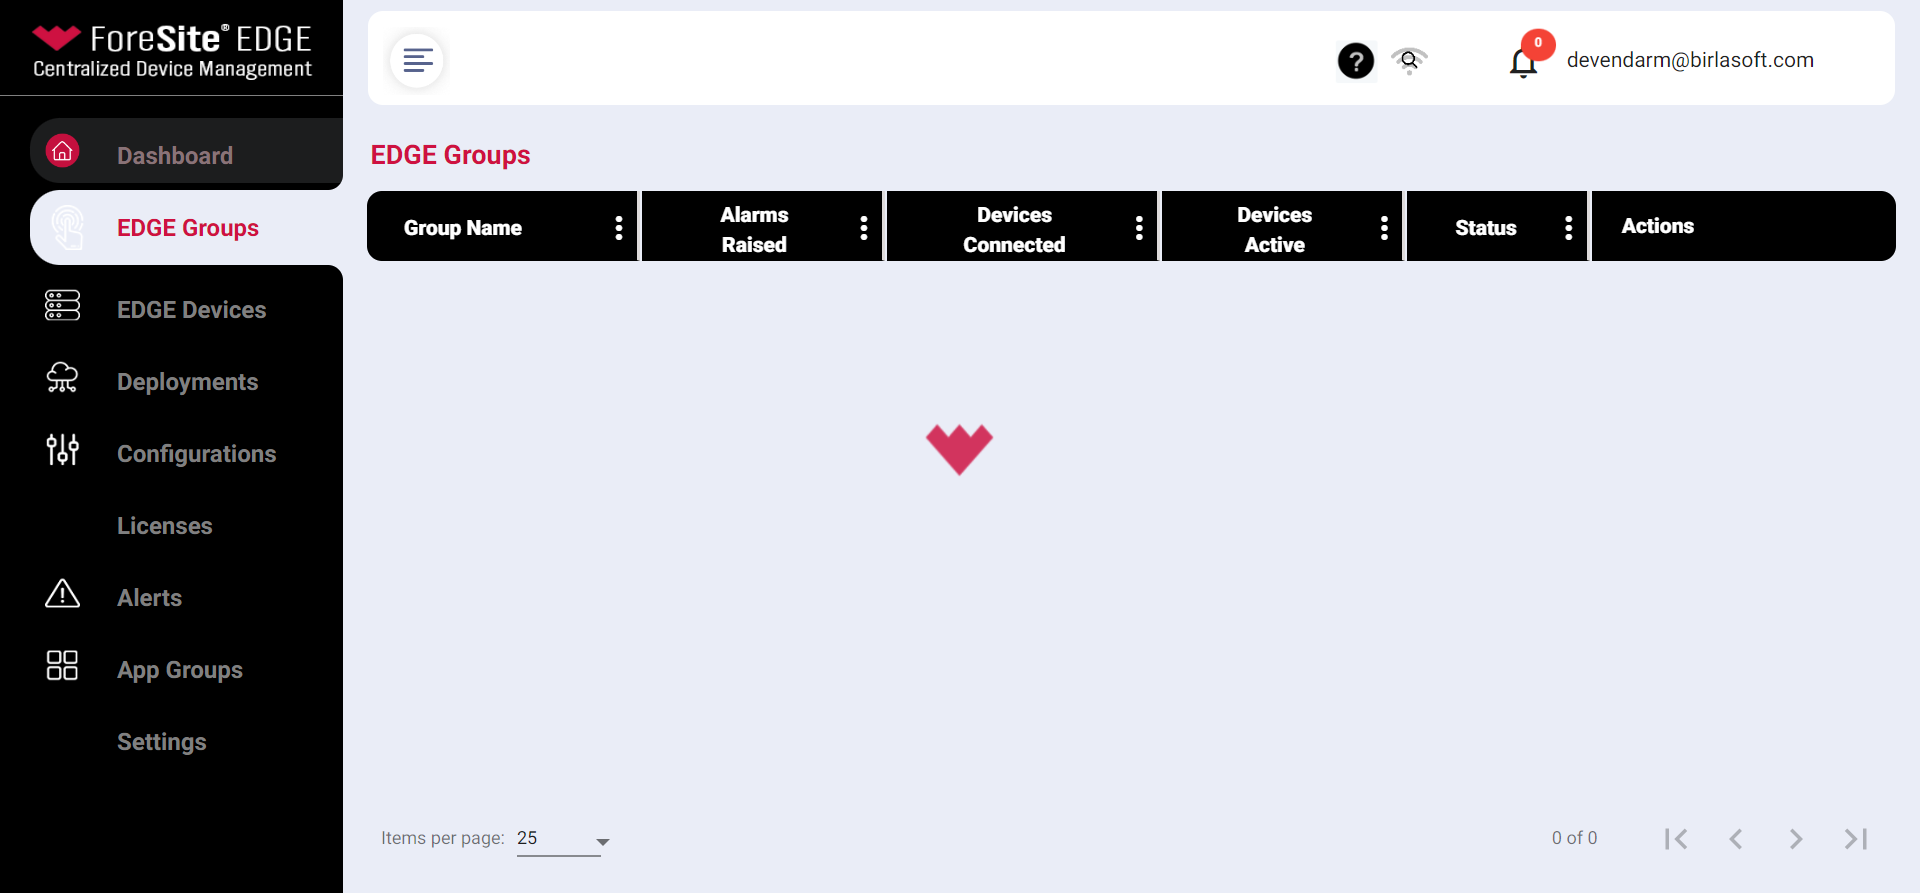 ForeSite® EDGE
Centralized Device Management
?
0
devendarm@birlasoft.com
Dashboard
EDGE Groups
EDGE Devices
Deployments
Configurations
Licenses
Alerts
App Groups
Settings
EDGE Groups
Group Name
Alarms
Raised
Devices
Connected
Devices
Active
Status
Actions
Items per page: 25
0 of 0